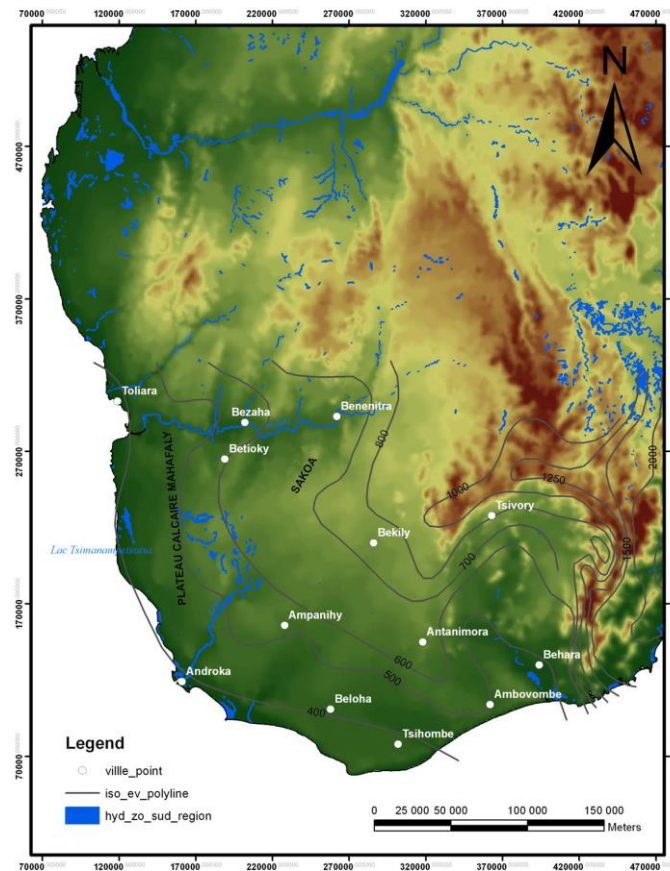 70000 120000 170000 220000 270000 320000 370000 420000 470000
N
470000
370000
270000
170000
70000
Toliara
Bezaha
Benenitra
Betioky
800
SAKOA
PLATEAU CALCAIRE MAHAFALY
1000
1250
2000
Tsivory
1500
Lac Tsimanampetsotsa
Bekily
700
Ampanihy
Antanimora
600
Behara
500
Androka
400
Beloha
Ambovombe
Tsihombe
Legend
villle_point
iso_ev_polyline
hyd_zo_sud_region
0 25 000 50 000 100 000 150 000
Meters
70000 120000 170000 220000 270000 320000 370000 420000 470000